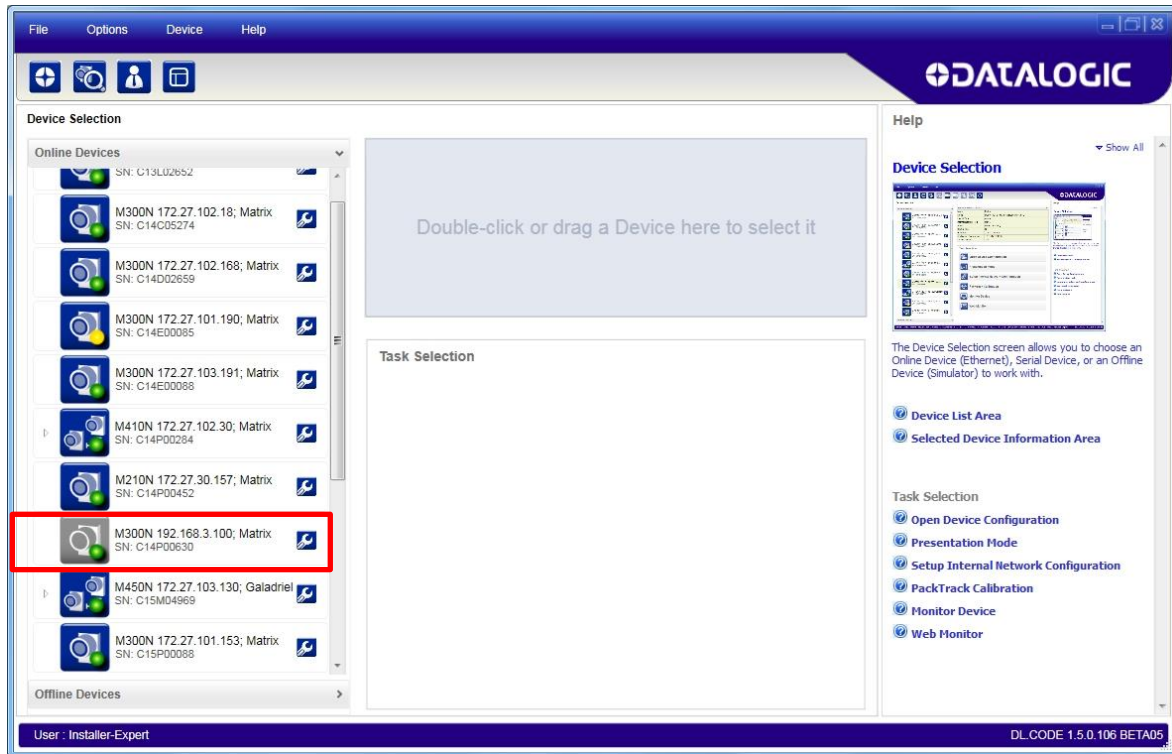 File Options Device Help
DATALOGIC
Device Selection
Online Devices
SN: C13L02652
M300N 172.27.102.18; Matrix
SN: C14C05274
M300N 172.27.102.168; Matrix
SN: C14D02659
M300N 172.27.101.190; Matrix
SN: C14E00085
M300N 172.27.103.191; Matrix
SN: C14E00088
M410N 172.27.102.30; Matrix
SN: C14P00284
M210N 172.27.30.157; Matrix
SN: C14P00452
M300N 192.168.3.100; Matrix
SN: C14P00630
M450N 172.27.103.130; Galadriel
SN: C15M04969
M300N 172.27.101.153; Matrix
SN: C15P00088
Offline Devices
Double-click or drag a Device here to select it
Task Selection
Help
Show All
Device Selection
The Device Selection screen allows you to choose an
Online Device (Ethernet), Serial Device, or an Offline
Device (Simulator) to work with.
Device List Area
Selected Device Information Area
Task Selection
Open Device Configuration
Presentation Mode
Setup Internal Network Configuration
PackTrack Calibration
Monitor Device
Web Monitor
User : Installer-Expert
DL.CODE 1.5.0.106 BETA05